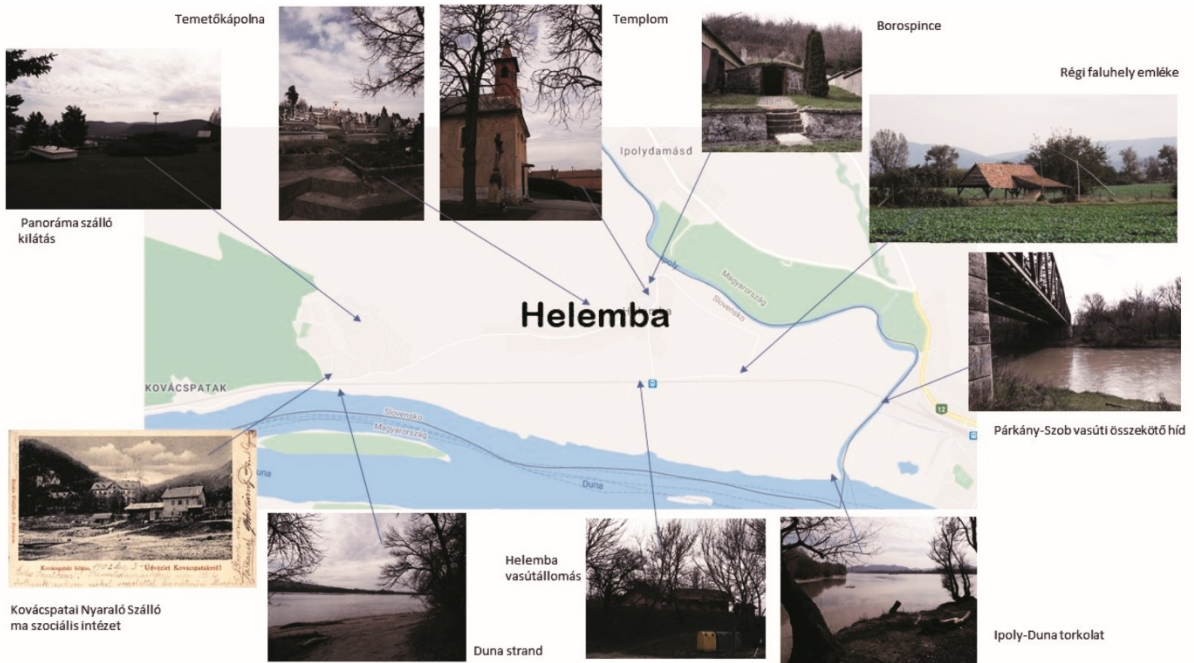 Temetőkápolna
Templom
Borospince
Régi faluhely emléke
Panoráma szálló
kilátás
Ipolydamásd
Ipoly
Magyarország
Slovensko
Helemba
KOVÁCSPATAK
12
Slovensko
Magyarország
Duna
Párkány-Szob vasúti összekötő híd
Kovácspataki képlap.
Üdvözlet Kovácspatakról!
Kovácspatai Nyaraló Szálló
ma szociális intézet
Duna strand
Helemba
vasútállomás
Ipoly-Duna torkolat